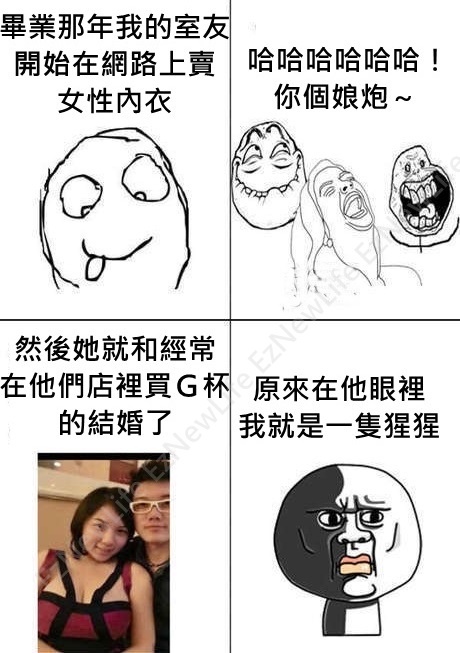 畢業那年我的室友
開始在網路上賣
女性內衣
哈哈哈哈哈哈！
你個娘炮～
然後她就和經常
在他們店裡買Ｇ杯
的結婚了
原來在他眼裡
我就是一隻猩猩
EzNewLife EzNewLife EzNewLife